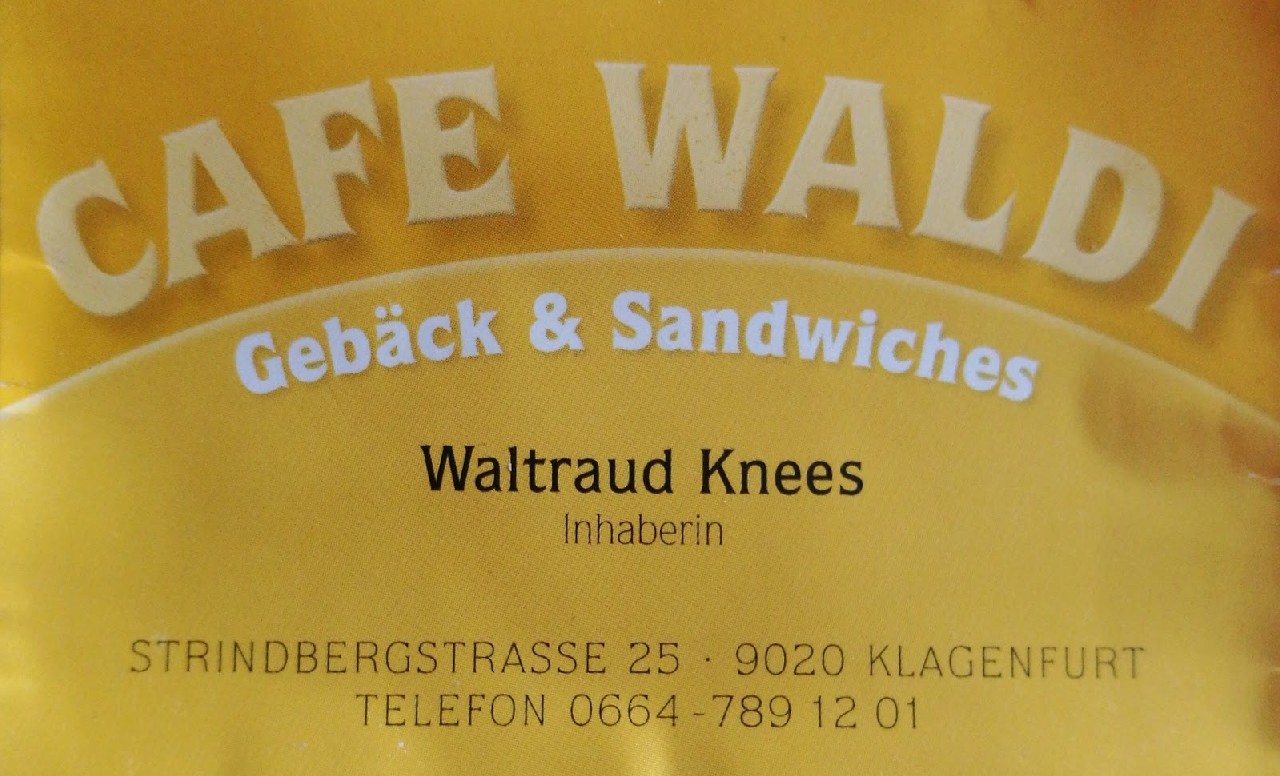 CAFE WALDI
Gebäck & Sandwiches
Waltraud Knees
Inhaberin
STRINDBERGSTRASSE 25 · 9020 KLAGENFURT
TELEFON 0664-789 12 01